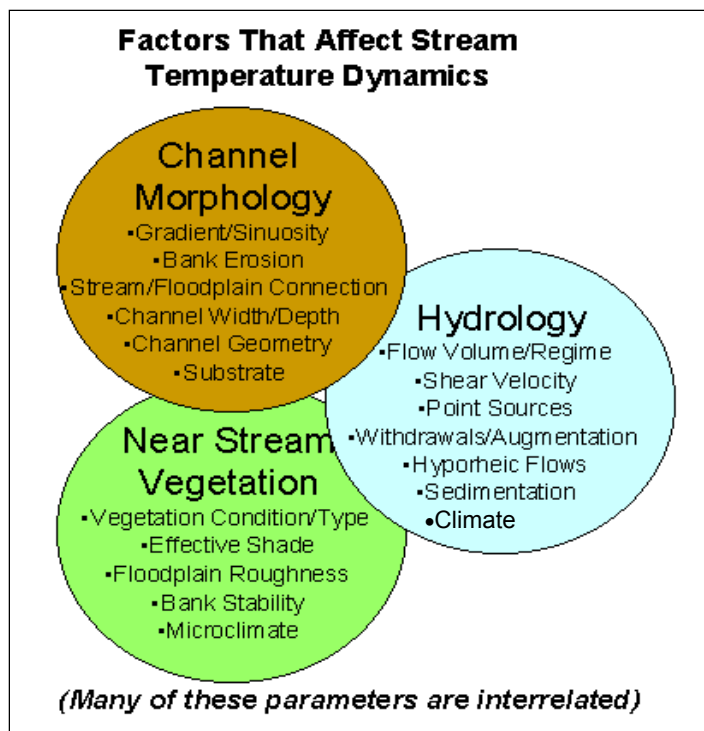 Factors That Affect Stream
Temperature Dynamics
Channel
Morphology
▪Gradient/Sinuosity
▪Bank Erosion
▪Stream/Floodplain Connection
▪Channel Width/Depth
▪Channel Geometry
▪Substrate
Hydrology
▪Flow Volume/Regime
▪Shear Velocity
▪Point Sources
▪Withdrawals/Augmentation
▪Hyporheic Flows
▪Sedimentation
•Climate
Near Stream
Vegetation
▪Vegetation Condition/Type
▪Effective Shade
▪Floodplain Roughness
▪Bank Stability
▪Microclimate
(Many of these parameters are interrelated)